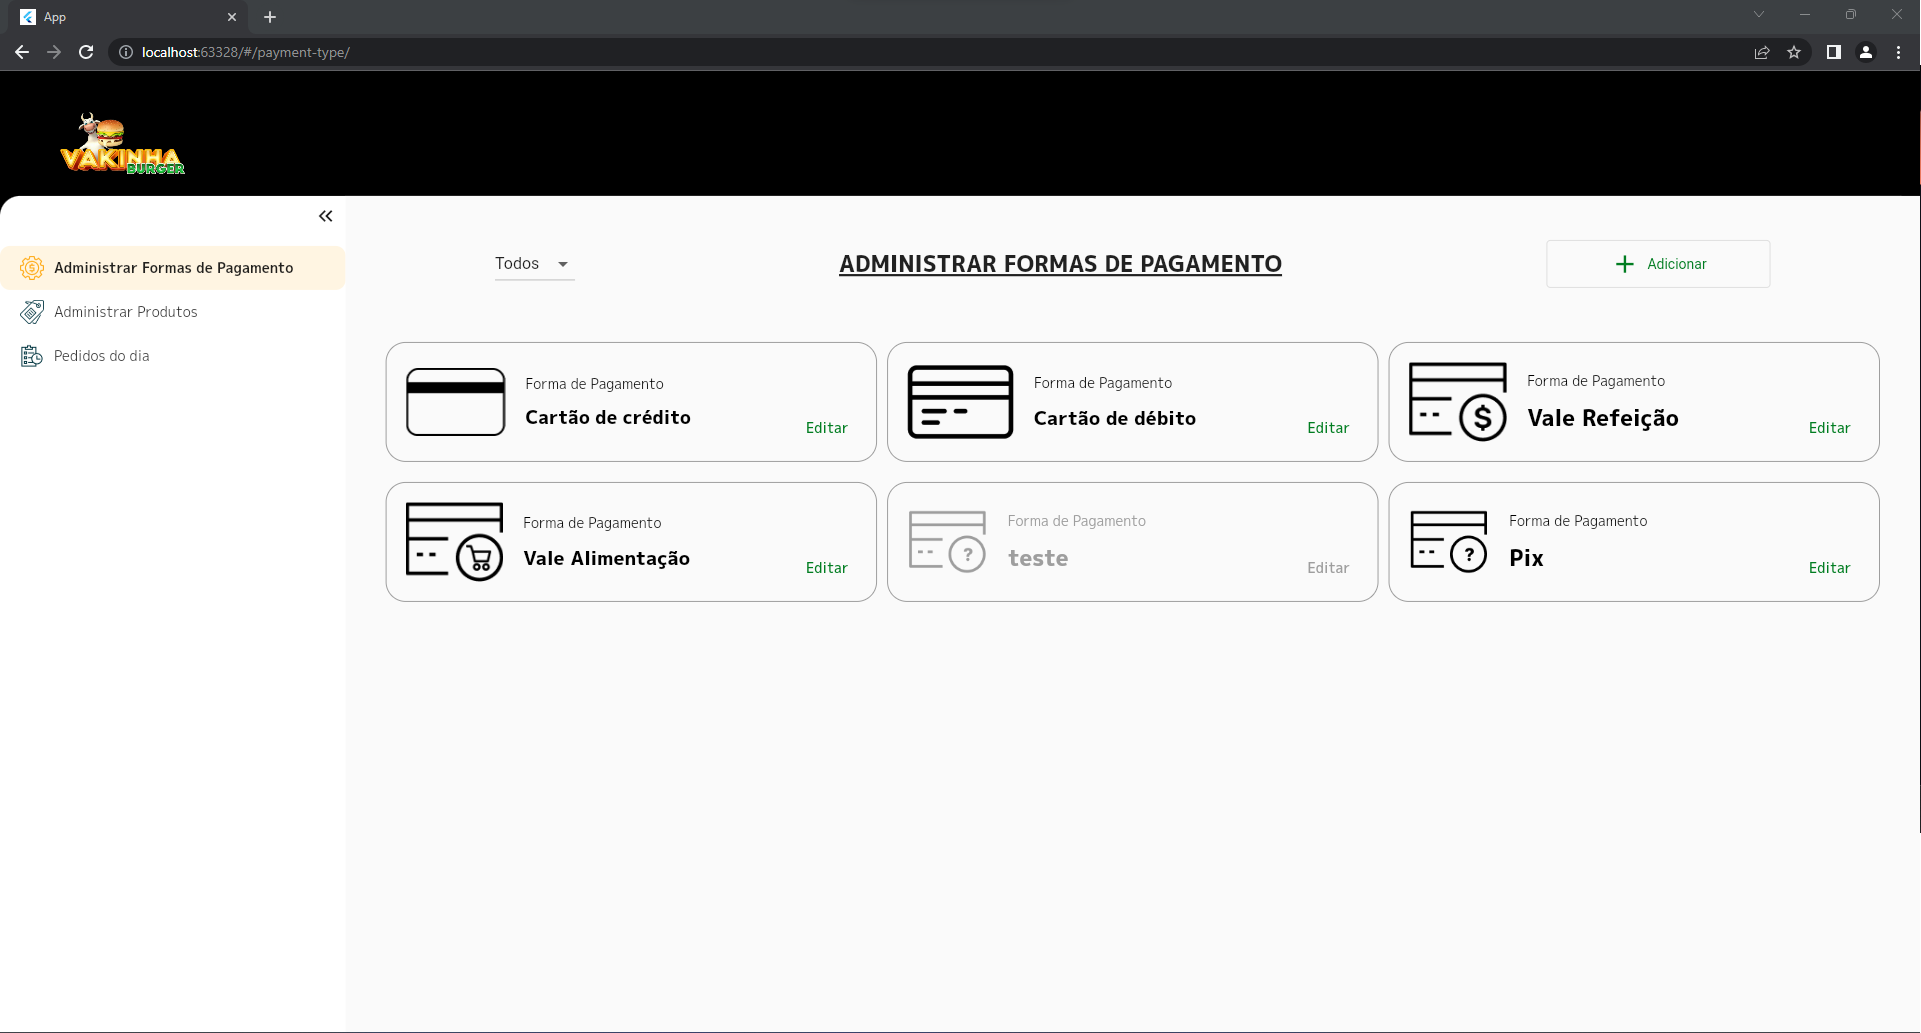 App
localhost:63328/#/payment-type/
VAKINHA
BURGER
Administrar Formas de Pagamento
Administrar Produtos
Pedidos do dia
Todos
ADMINISTRAR FORMAS DE PAGAMENTO
Adicionar
Forma de Pagamento
Cartão de crédito
Editar
Forma de Pagamento
Cartão de débito
Editar
$
Forma de Pagamento
Vale Refeição
Editar
Forma de Pagamento
Vale Alimentação
Editar
?
Forma de Pagamento
teste
Editar
?
Forma de Pagamento
Pix
Editar